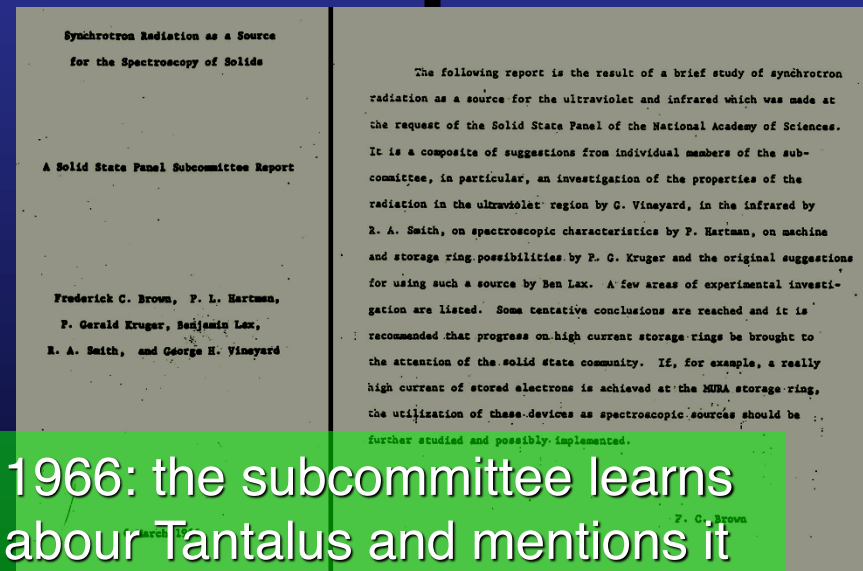 Synchrotron Radiation as a Source
for the Spectroscopy of Solids
A Solid State Panel Subcommittee Report
Frederick C. Brown, P. L. Hartman,
P. Gerald Kruger, Benjamin Lax,
R. A. Smith, and George H. Vineyard
March
The following report is the result of a brief study of synchrotron
radiation as a source for the ultraviolet and infrared which was made at
the request of the Solid State Panel of the National Academy of Sciences.
It is a composite of suggestions from individual members of the sub-
committee, in particular, an investigation of the properties of the
radiation in the ultraviolet region by G. Vineyard, in the infrared by
R. A. Smith, on spectroscopic characteristics by P. Hartman, on machine
and storage ring possibilities by P. G. Kruger and the original suggestions
for using such a source by Ben Lax. A few areas of experimental investi-
gation are listed. Some tentative conclusions are reached and it is
recommended that progress on high current storage rings be brought to
the attention of the solid state community. If, for example, a really
high current of stored electrons is achieved at the MURA storage ring,
the utilization of these devices as spectroscopic sources should be
further studied and possibly implemented.
F. C. Brown
1966: the subcommittee learns
abour Tantalus and mentions it